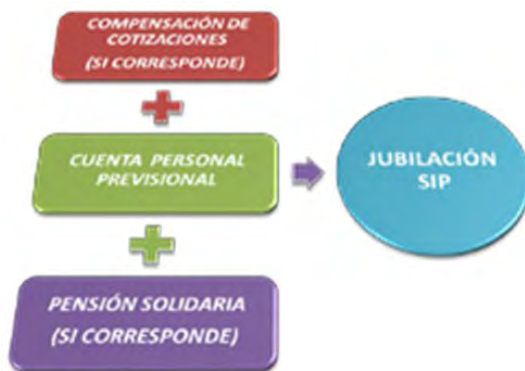 COMPENSACIÓN DE
COTIZACIONES
(SI CORRESPONDE)
CUENTA PERSONAL
PREVISIONAL
JUBILACIÓN
SIP
PENSIÓN SOLIDARIA
(SI CORRESPONDE)